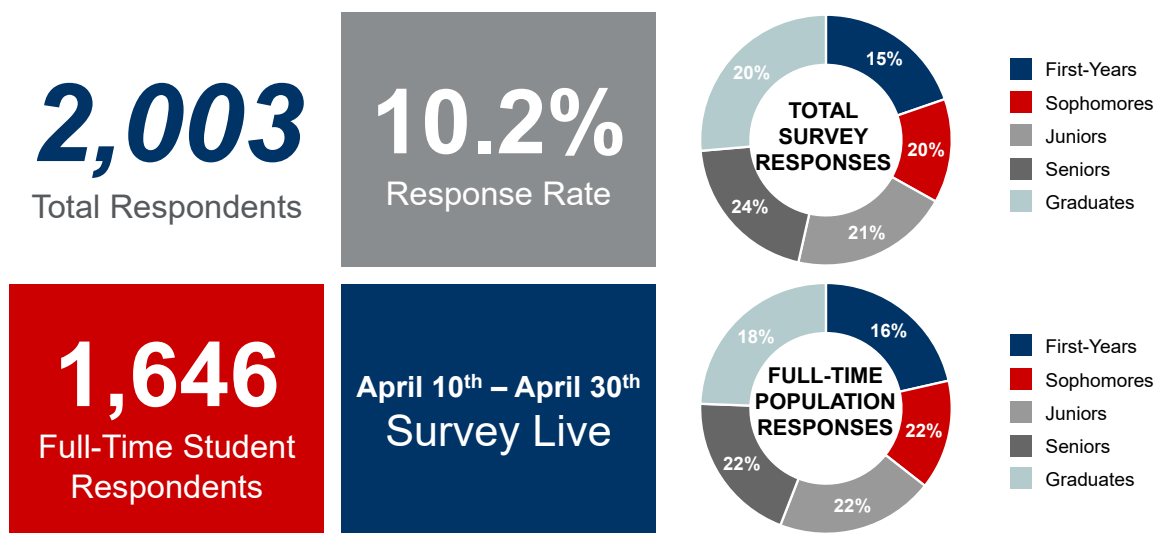 2,003
Total Respondents
10.2%
Response Rate
15%
20%
21%
24%
20%
TOTAL
SURVEY
RESPONSES
First-Years
Sophomores
Juniors
Seniors
Graduates
1,646
Full-Time Student
Respondents
April 10th – April 30th
Survey Live
16%
22%
22%
22%
18%
FULL-TIME
POPULATION
RESPONSES
First-Years
Sophomores
Juniors
Seniors
Graduates